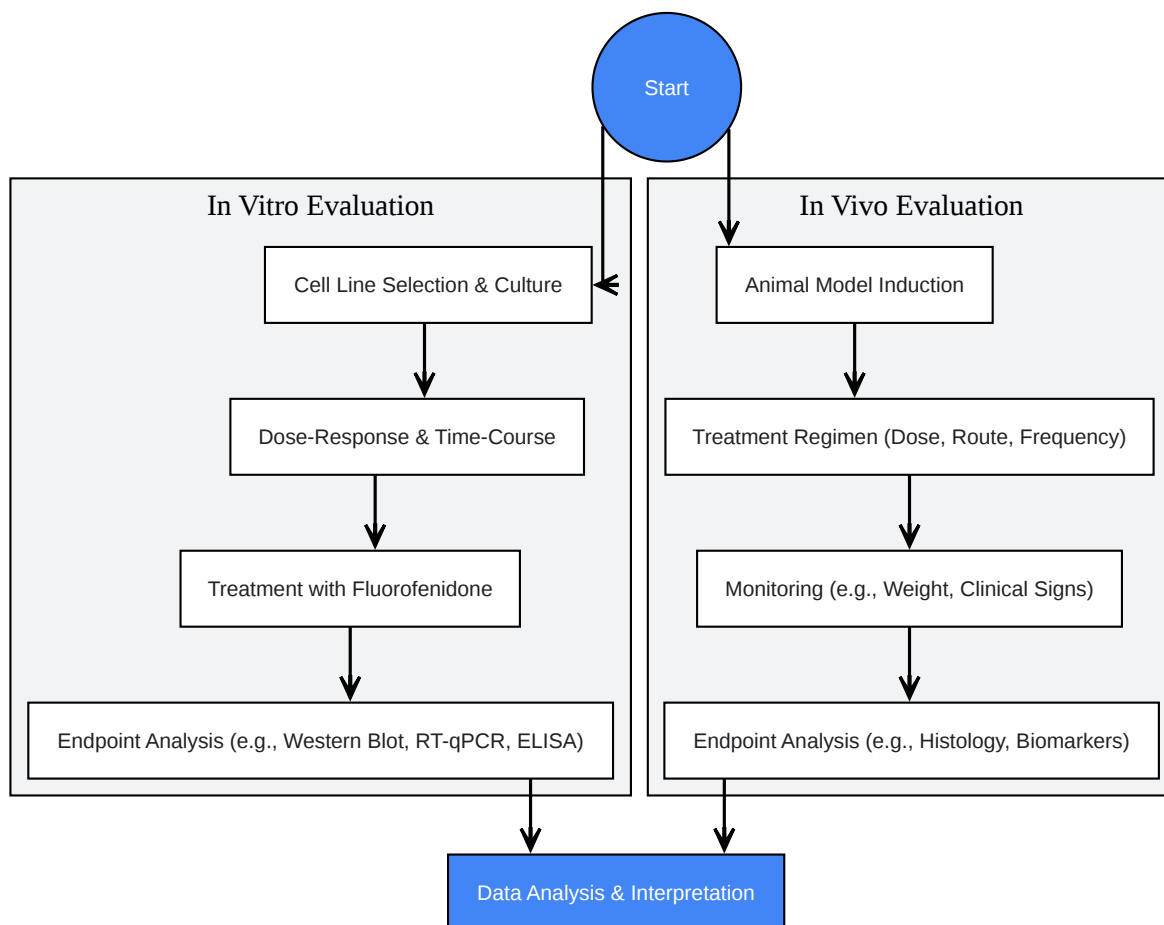 Start
In Vitro Evaluation
Cell Line Selection & Culture
Dose-Response & Time-Course
Treatment with Fluorofenidone
Endpoint Analysis (e.g., Western Blot, RT-qPCR, ELISA)
In Vivo Evaluation
Animal Model Induction
Treatment Regimen (Dose, Route, Frequency)
Monitoring (e.g., Weight, Clinical Signs)
Endpoint Analysis (e.g., Histology, Biomarkers)
Data Analysis & Interpretation